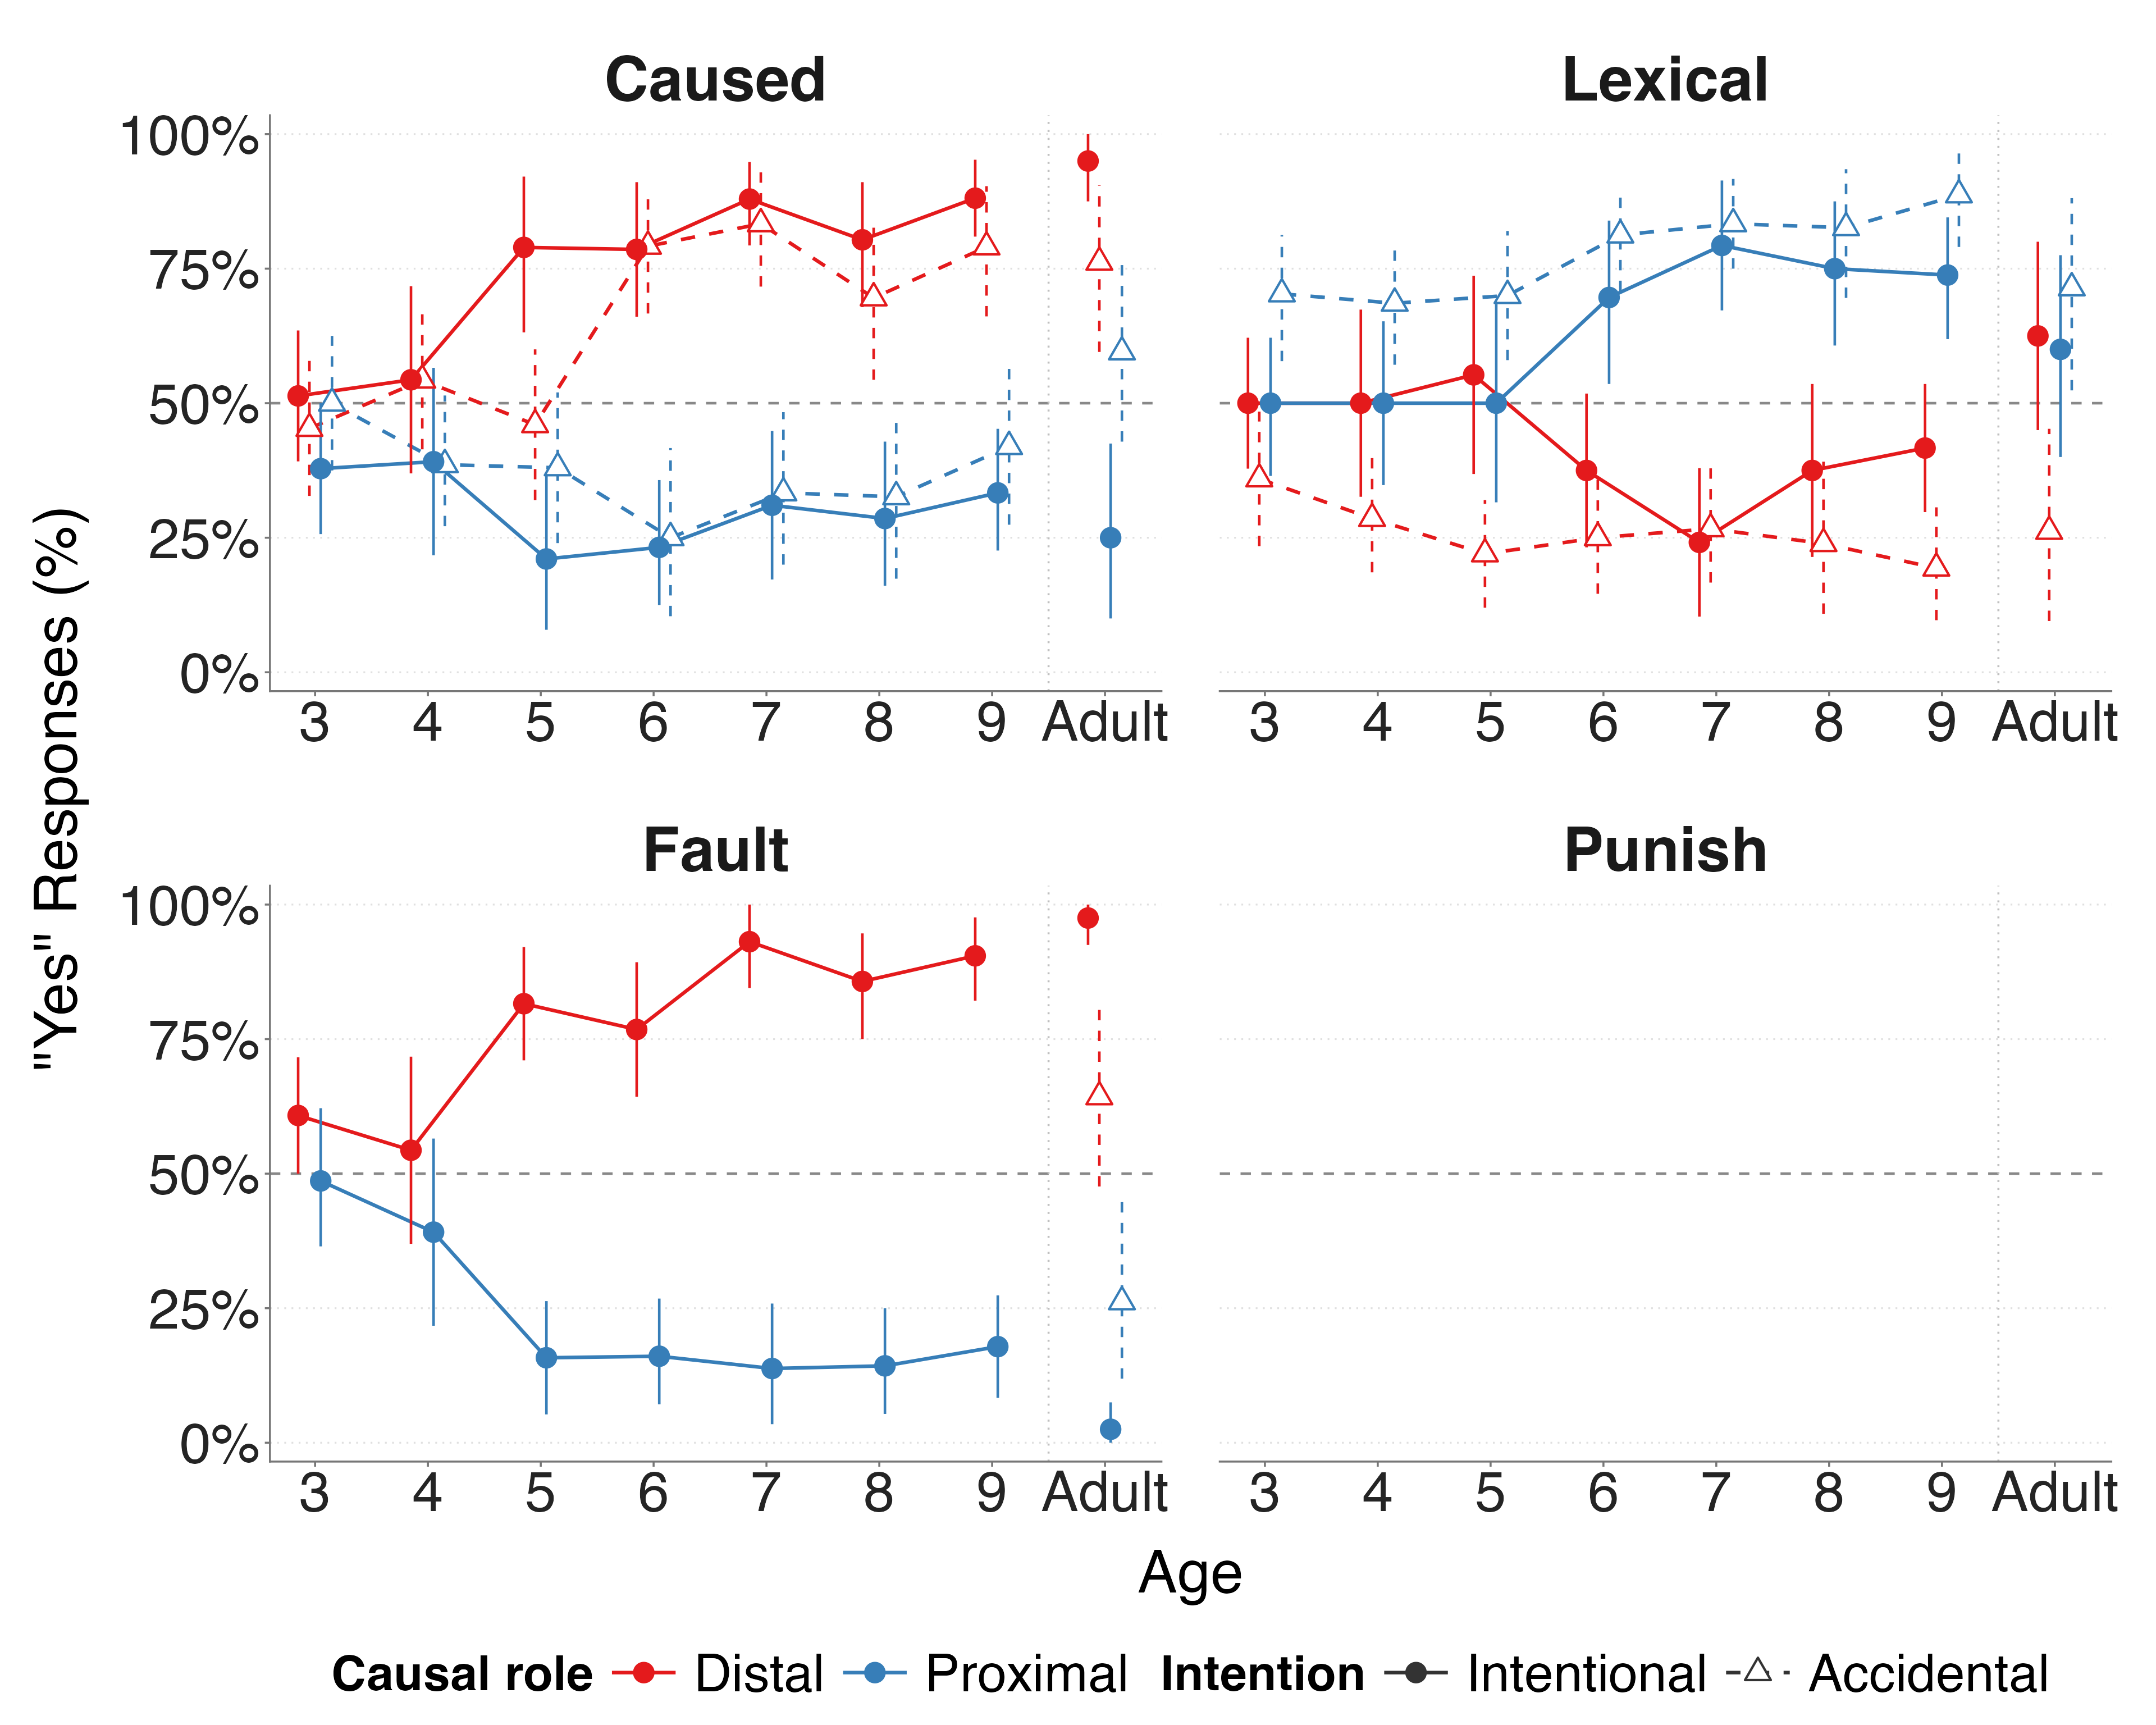 Caused Lexical
100%
75%
50%
25%
0%
3 4 5 6 7 8 9 Adult 3 4 5 6 7 8 9 Adult
"Yes" Responses (%)
Fault Punish
100%
75%
50%
25%
0%
3 4 5 6 7 8 9 Adult 3 4 5 6 7 8 9 Adult
Age
Causal role Distal Proximal Intention Intentional Accidental